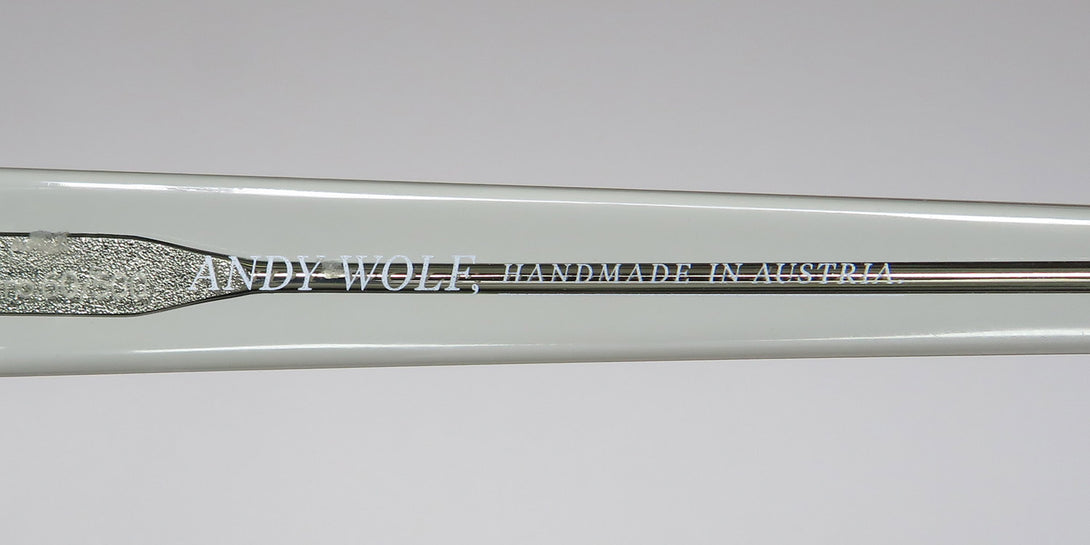 ANDY WOLF, HANDMADE IN AUSTRIA.